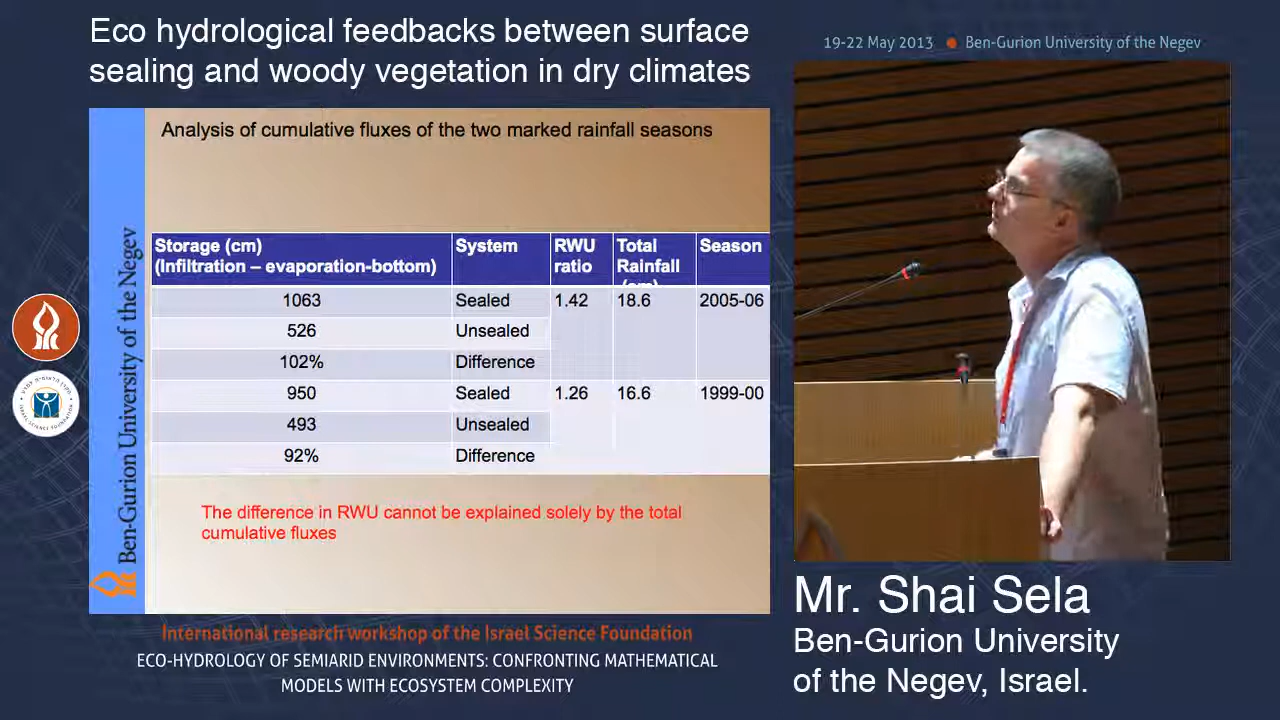 Eco hydrological feedbacks between surface
sealing and woody vegetation in dry climates
19-22 May 2013 ● Ben-Gurion University of the Negev
Ben-Gurion University of the Negev
Analysis of cumulative fluxes of the two marked rainfall seasons
Storage (cm) System RWU Total Season
(Infiltration – evaporation-bottom) ratio Rainfall
(cm)
1063 Sealed 1.42 18.6 2005-06
526 Unsealed
102% Difference
950 Sealed 1.26 16.6 1999-00
493 Unsealed
92% Difference
The difference in RWU cannot be explained solely by the total
cumulative fluxes
International research workshop of the Israel Science Foundation
ECO-HYDROLOGY OF SEMIARID ENVIRONMENTS: CONFRONTING MATHEMATICAL
MODELS WITH ECOSYSTEM COMPLEXITY
Mr. Shai Sela
Ben-Gurion University
of the Negev, Israel.